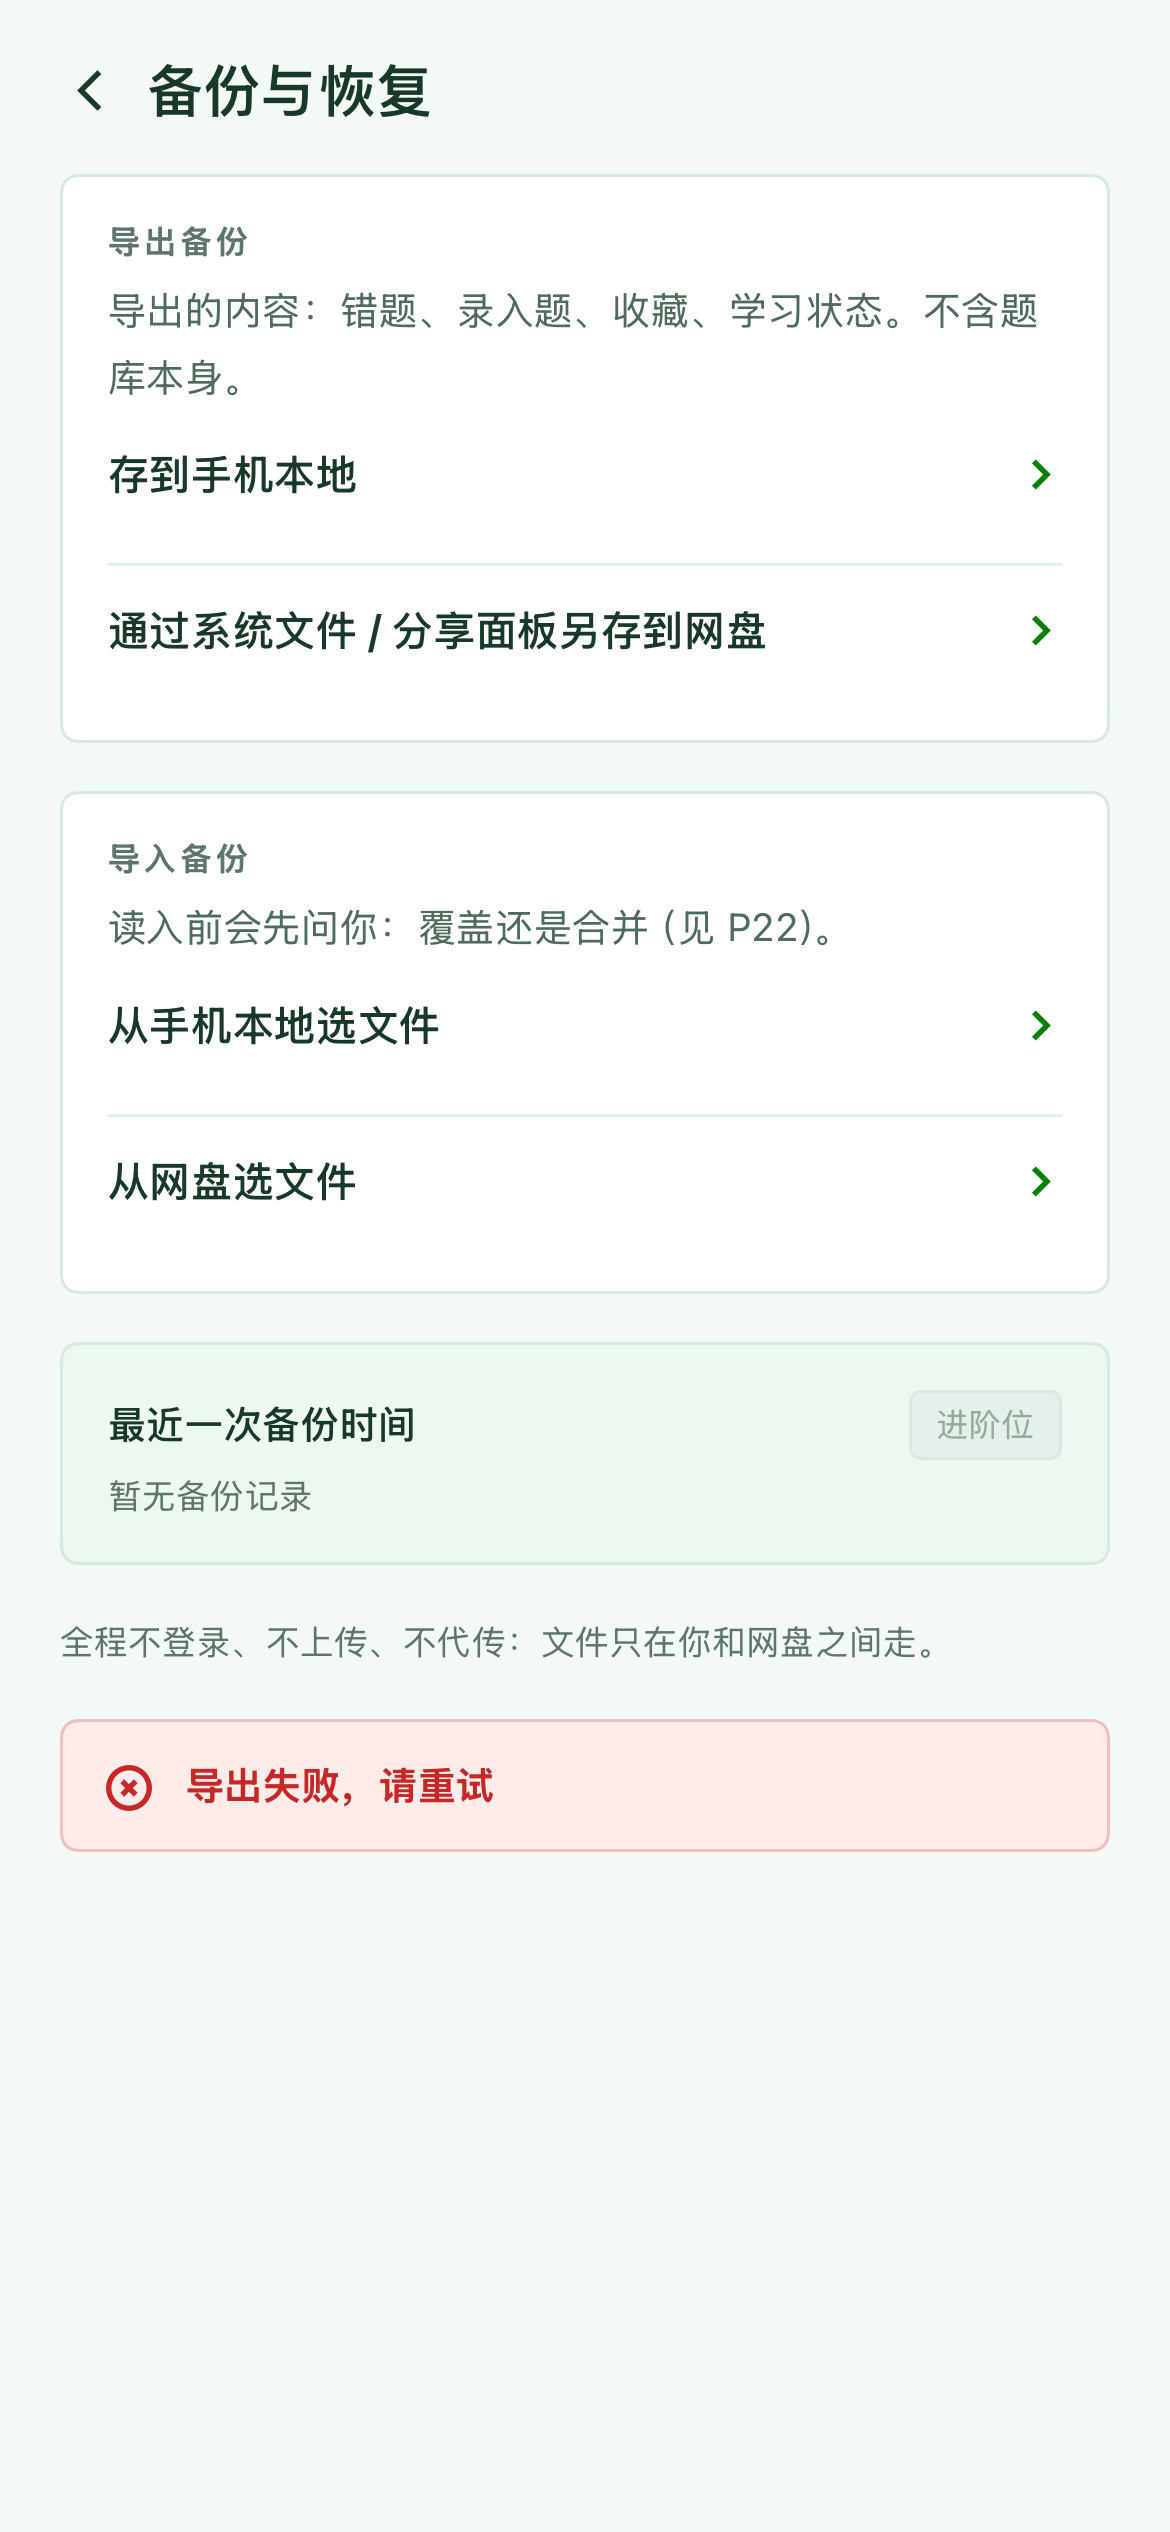 备份与恢复
导出备份
导出的内容：错题、录入题、收藏、学习状态。不含题
库本身。
存到手机本地
通过系统文件 / 分享面板另存到网盘
导入备份
读入前会先问你：覆盖还是合并 (见 P22)。
从手机本地选文件
从网盘选文件
最近一次备份时间
进阶位
暂无备份记录
全程不登录、不上传、不代传：文件只在你和网盘之间走。
导出失败，请重试